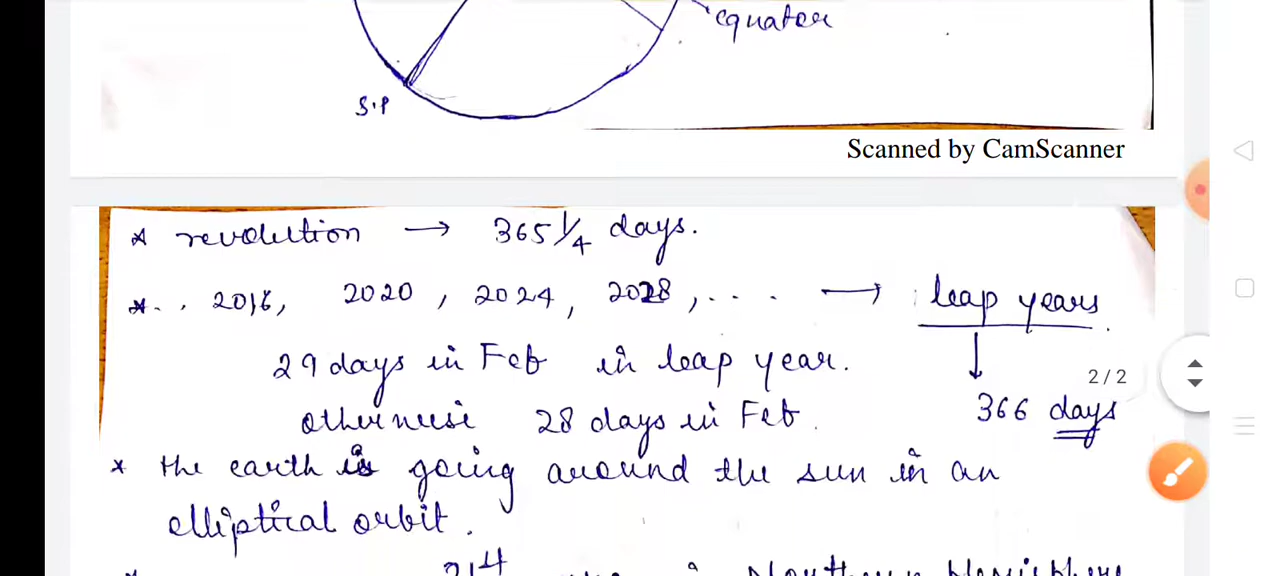 equator
S.P
Scanned by CamScanner
* revolution → 365 1/4 days.
* . . 2016, 2020, 2024, 2028, . . . → leap years.
29 days in Feb in leap year. ↓
2/2
otherwise 28 days in Feb. 366 days
* the earth is going around the sun in an
elliptical orbit.